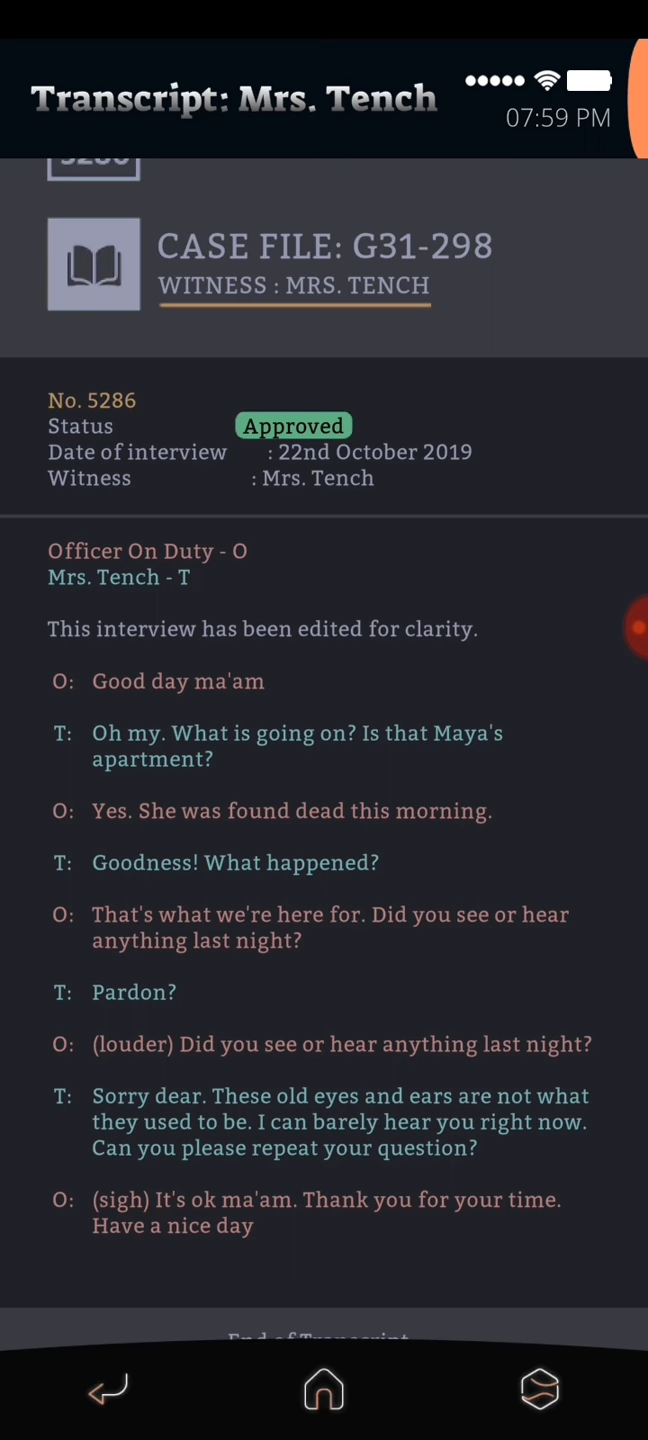 Transcript: Mrs. Tench
07:59 PM
5286
CASE FILE: G31-298
WITNESS : MRS. TENCH
No. 5286
Status Approved
Date of interview : 22nd October 2019
Witness : Mrs. Tench
Officer On Duty - O
Mrs. Tench - T
This interview has been edited for clarity.
O: Good day ma'am
T: Oh my. What is going on? Is that Maya's
apartment?
O: Yes. She was found dead this morning.
T: Goodness! What happened?
O: That's what we're here for. Did you see or hear
anything last night?
T: Pardon?
O: (louder) Did you see or hear anything last night?
T: Sorry dear. These old eyes and ears are not what
they used to be. I can barely hear you right now.
Can you please repeat your question?
O: (sigh) It's ok ma'am. Thank you for your time.
Have a nice day
End of Transcript